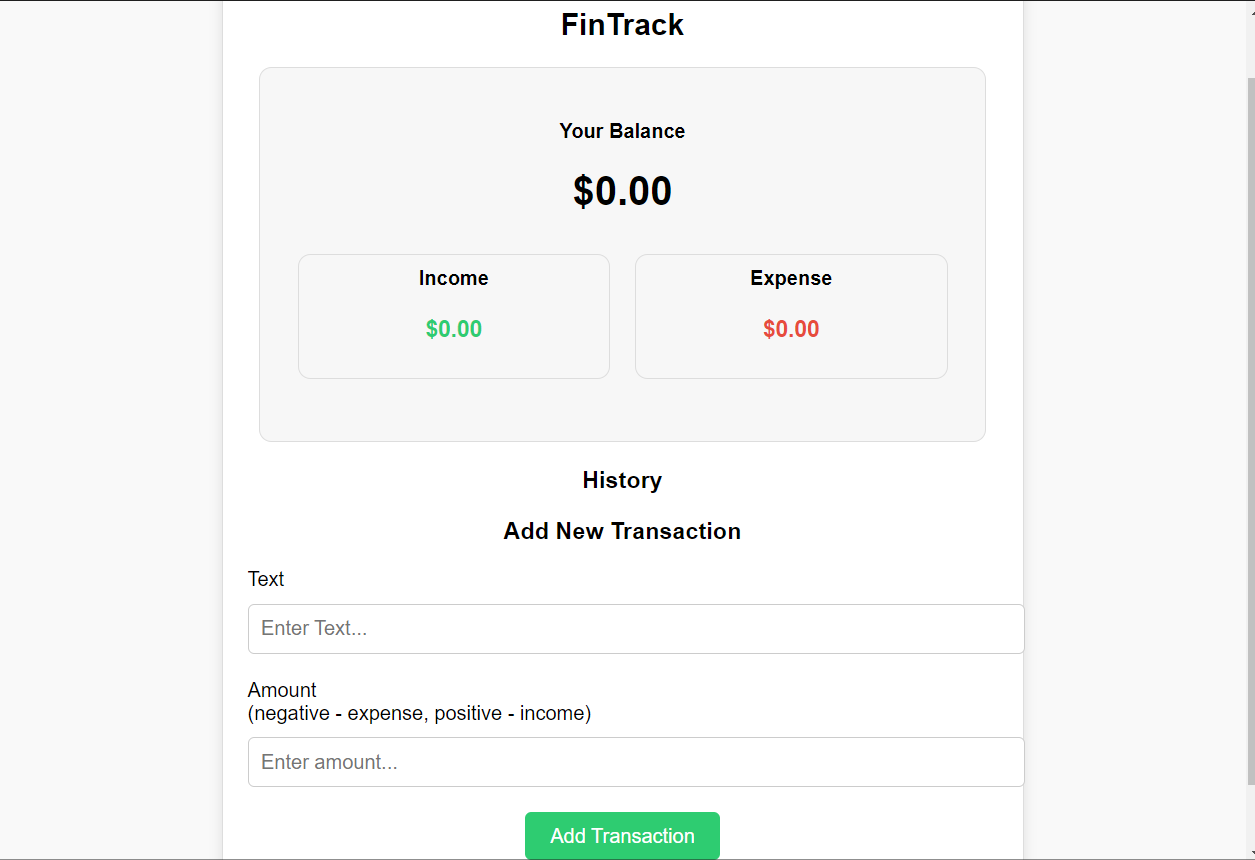 FinTrack
Your Balance
$0.00
Income
Expense
$0.00
$0.00
History
Add New Transaction
Text
Enter Text...
Amount
(negative - expense, positive - income)
Enter amount...
Add Transaction